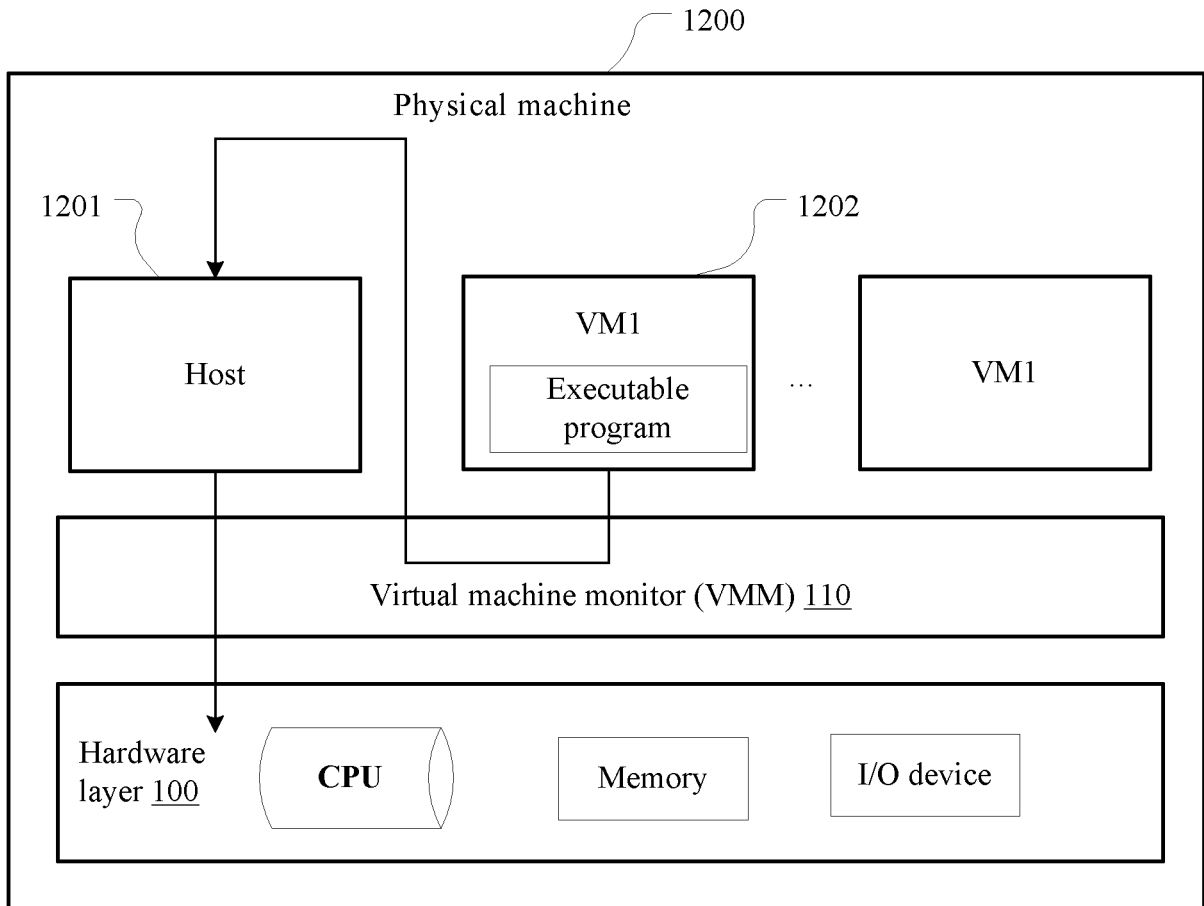 1200
Physical machine
1201
1202
Host
VM1
Executable
program
...
VM1
Virtual machine monitor (VMM) 110
Hardware
layer 100
CPU
Memory
I/O device